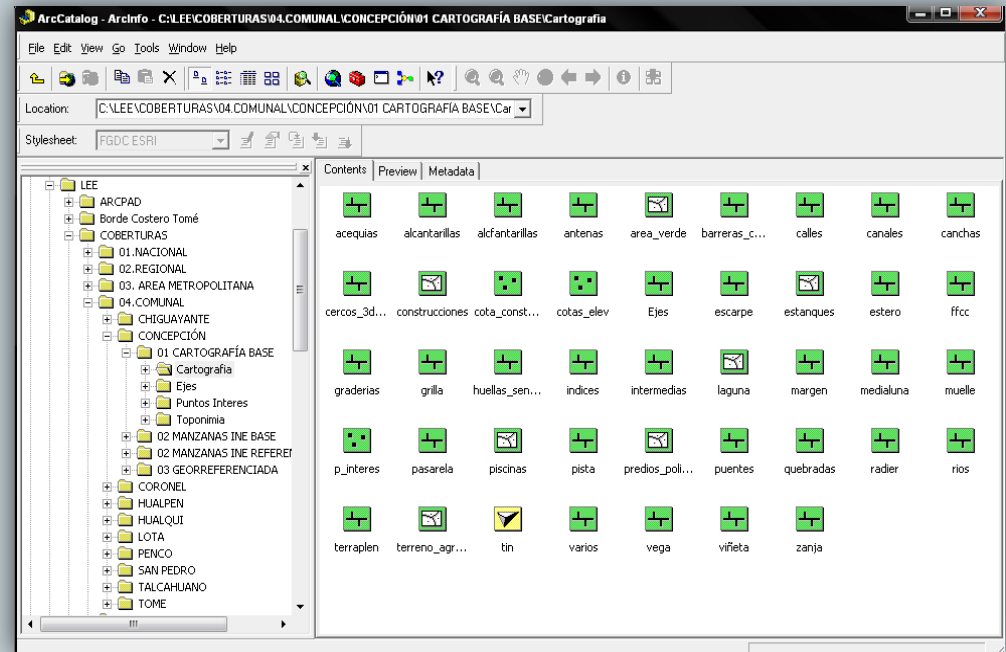 ArcCatalog - ArcInfo - C:\LEE\COBERTURAS\04.COMUNAL\CONCEPCIÓN\01 CARTOGRAFÍA BASE\Cartografia
File Edit View Go Tools Window Help
Location: C:\LEE\COBERTURAS\04.COMUNAL\CONCEPCIÓN\01 CARTOGRAFÍA BASE\Car
Stylesheet: FGDC ESRI
LEE
ARCPAD
Borde Costero Tomé
COBERTURAS
01.NACIONAL
02.REGIONAL
03. AREA METROPOLITANA
04.COMUNAL
CHIGUAYANTE
CONCEPCIÓN
01 CARTOGRAFÍA BASE
Cartografia
Ejes
Puntos Interes
Toponimia
02 MANZANAS INE BASE
02 MANZANAS INE REFEREN
03 GEORREFERENCIADA
CORONEL
HUALPEN
HUALQUI
LOTA
PENCO
SAN PEDRO
TALCAHUANO
TOME
Contents Preview Metadata
acequias alcantarillas alcfantarillas antenas area_verde barreras_c... calles canales canchas
cercos_3d... construcciones cota_const... cotas_elev Ejes escarpe estanques estero ffcc
graderias grilla huellas_sen... indices intermedias laguna margen medialuna muelle
p_interes pasarela piscinas pista predios_poli... puentes quebradas radier rios
terraplen terreno_agr... tin varios vega viñeta zanja